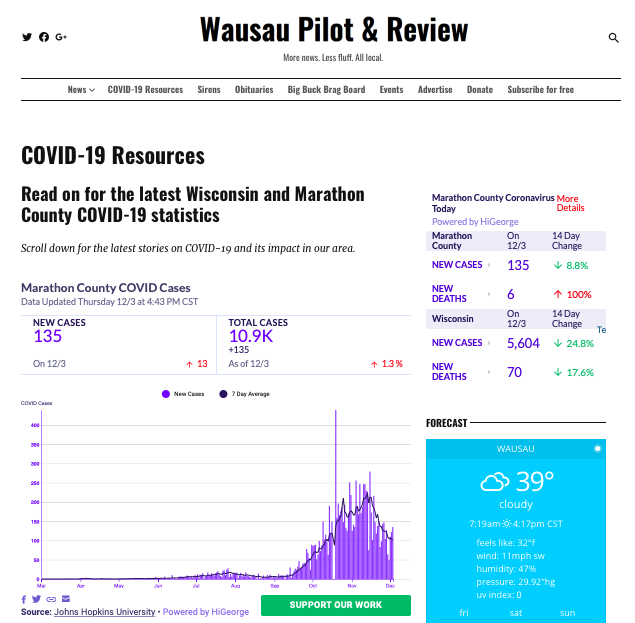 Wausau Pilot & Review
More news. Less fluff. All local.
News COVID-19 Resources Sirens Obituaries Big Buck Brag Board Events Advertise Donate Subscribe for free
COVID-19 Resources
Read on for the latest Wisconsin and Marathon
County COVID-19 statistics
Scroll down for the latest stories on COVID-19 and its impact in our area.
Marathon County COVID Cases
Data Updated Thursday 12/3 at 4:43 PM CST
NEW CASES
135
On 12/3 ↑ 13
TOTAL CASES
10.9K
+135
As of 12/3 ↑ 1.3 %
New Cases 7 Day Average
COVID Cases
400
350
300
250
200
150
100
50
0
Mar Apr May Jun Jul Aug Sep Oct Nov Dec
Source: Johns Hopkins University • Powered by HiGeorge
SUPPORT OUR WORK
Marathon County Coronavirus More
Today Details
Powered by HiGeorge
Marathon On 14 Day
County 12/3 Change
NEW CASES 135 ↓ 8.8%
NEW
DEATHS 6 ↑ 100%
Wisconsin On 14 Day
12/3 Change
Te
NEW CASES 5,604 ↓ 24.8%
NEW
DEATHS 70 ↓ 17.6%
FORECAST
WAUSAU
39°
cloudy
7:19am 4:17pm CST
feels like: 32°f
wind: 11mph sw
humidity: 47%
pressure: 29.92"hg
uv index: 0
fri sat sun